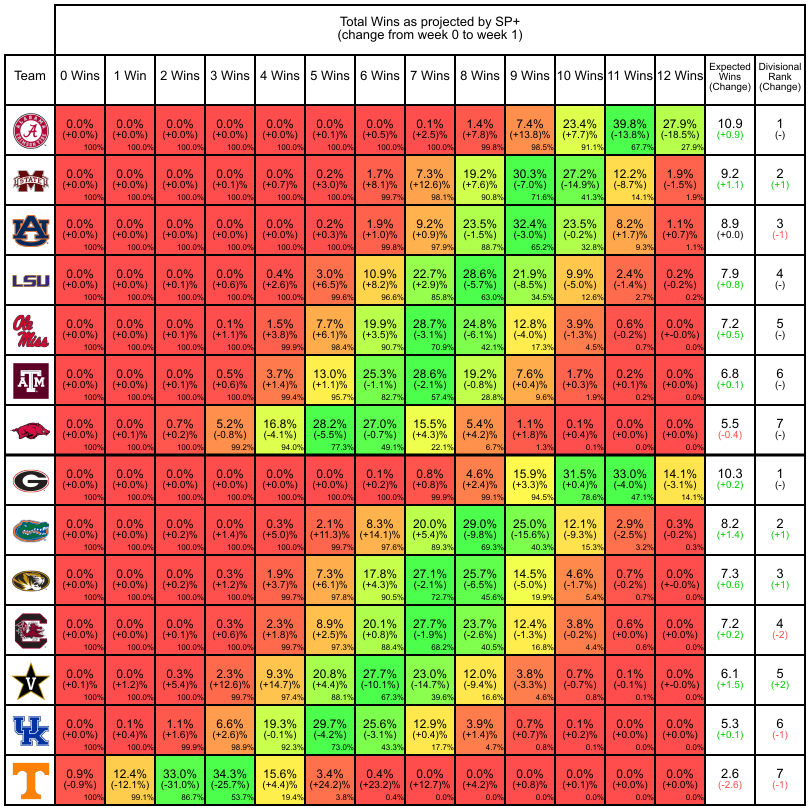 Total Wins as projected by SP+
(change from week 0 to week 1)
Team 0 Wins 1 Win 2 Wins 3 Wins 4 Wins 5 Wins 6 Wins 7 Wins 8 Wins 9 Wins 10 Wins 11 Wins 12 Wins Expected Wins (Change) Divisional Rank (Change)
A 0.0% 0.0% 0.0% 0.0% 0.0% 0.0% 0.0% 0.1% 1.4% 7.4% 23.4% 39.8% 27.9% 10.9 1
(+0.0%) (+0.0%) (+0.0%) (+0.0%) (+0.0%) (+0.1)% (+0.5)% (+2.5)% (+7.8)% (+13.8)% (+7.7)% (-13.8)% (-18.5)% (+0.9) (-)
100% 100% 100.0% 100.0% 100.0% 100.0% 100.0% 100.0% 99.8% 98.5% 91.1% 67.7% 27.9%
STATE 0.0% 0.0% 0.0% 0.0% 0.0% 0.2% 1.7% 7.3% 19.2% 30.3% 27.2% 12.2% 1.9% 9.2 2
(+0.0%) (+0.0%) (+0.0%) (+0.1)% (+0.7)% (+3.0)% (+8.1)% (+12.6)% (+7.6)% (-7.0)% (-14.9)% (-8.7)% (-1.5)% (+1.1) (+1)
100% 100% 100.0% 100.0% 100.0% 100.0% 99.7% 98.1% 90.8% 71.6% 41.3% 14.1% 1.9%
AU 0.0% 0.0% 0.0% 0.0% 0.0% 0.2% 1.9% 9.2% 23.5% 32.4% 23.5% 8.2% 1.1% 8.9 3
(+0.0%) (+0.0%) (+0.0%) (+0.0%) (+0.0)% (+0.3)% (+1.0)% (+0.9)% (-1.5)% (-3.0)% (-0.2)% (+1.7)% (+0.7)% (+0.0) (-1)
100% 100% 100.0% 100.0% 100.0% 100.0% 99.8% 97.9% 88.7% 65.2% 32.8% 9.3% 1.1%
LSU 0.0% 0.0% 0.0% 0.0% 0.4% 3.0% 10.9% 22.7% 28.6% 21.9% 9.9% 2.4% 0.2% 7.9 4
(+0.0%) (+0.0%) (+0.1)% (+0.6)% (+2.6)% (+6.5)% (+8.2)% (+2.9)% (-5.7)% (-8.5)% (-5.0)% (-1.4)% (-0.2)% (+0.8) (-)
100% 100% 100.0% 100.0% 100.0% 99.6% 96.6% 85.8% 63.0% 34.5% 12.6% 2.7% 0.2%
Ole Miss 0.0% 0.0% 0.0% 0.1% 1.5% 7.7% 19.9% 28.7% 24.8% 12.8% 3.9% 0.6% 0.0% 7.2 5
(+0.0%) (+0.0%) (+0.1)% (+1.1)% (+3.8)% (+6.1)% (+3.5)% (-3.1)% (-6.1)% (-4.0)% (-1.3)% (-0.2)% (+-0.0)% (+0.5) (-)
100% 100% 100.0% 100.0% 99.9% 98.4% 90.7% 70.9% 42.1% 17.3% 4.5% 0.7% 0.0%
ATM 0.0% 0.0% 0.0% 0.5% 3.7% 13.0% 25.3% 28.6% 19.2% 7.6% 1.7% 0.2% 0.0% 6.8 6
(+0.0%) (+0.0%) (+0.1)% (+0.6)% (+1.4)% (+1.1)% (-1.1)% (-2.1)% (-0.8)% (+0.4)% (+0.3)% (+0.1)% (+0.0)% (+0.1) (-)
100% 100% 100.0% 100.0% 99.4% 95.7% 82.7% 57.4% 28.8% 9.6% 1.9% 0.2% 0.0%
0.0% 0.0% 0.7% 5.2% 16.8% 28.2% 27.0% 15.5% 5.4% 1.1% 0.1% 0.0% 0.0% 5.5 7
(+0.0%) (+0.1)% (+0.2)% (-0.8)% (-4.1)% (-5.5)% (-0.7)% (+4.3)% (+4.2)% (+1.8)% (+0.4)% (+0.0)% (+0.0)% (-0.4) (-)
100% 100.0% 100.0% 99.2% 94.0% 77.3% 49.1% 22.1% 6.7% 1.3% 0.1% 0.0% 0.0%
G 0.0% 0.0% 0.0% 0.0% 0.0% 0.0% 0.1% 0.8% 4.6% 15.9% 31.5% 33.0% 14.1% 10.3 1
(+0.0%) (+0.0%) (+0.0%) (+0.0%) (+0.0%) (+0.0)% (+0.2)% (+0.8)% (+2.4)% (+3.3)% (+0.4)% (-4.0)% (-3.1)% (+0.2) (-)
100% 100% 100.0% 100.0% 100.0% 100.0% 100.0% 99.9% 99.1% 94.5% 78.6% 47.1% 14.1%
0.0% 0.0% 0.0% 0.0% 0.3% 2.1% 8.3% 20.0% 29.0% 25.0% 12.1% 2.9% 0.3% 8.2 2
(+0.0%) (+0.0%) (+0.2)% (+1.4)% (+5.0)% (+11.3)% (+14.1)% (+5.4)% (-9.8)% (-15.6)% (-9.3)% (-2.5)% (-0.2)% (+1.4) (+1)
100% 100% 100.0% 100.0% 100.0% 99.7% 97.6% 89.3% 69.3% 40.3% 15.3% 3.2% 0.3%
0.0% 0.0% 0.0% 0.3% 1.9% 7.3% 17.8% 27.1% 25.7% 14.5% 4.6% 0.7% 0.0% 7.3 3
(+0.0%) (+0.0%) (+0.2)% (+1.2)% (+3.7)% (+6.1)% (+4.3)% (-2.1)% (-6.5)% (-5.0)% (-1.7)% (-0.2)% (+-0.0)% (+0.6) (+1)
100% 100% 100.0% 100.0% 99.7% 97.8% 90.5% 72.7% 45.6% 19.9% 5.4% 0.7% 0.0%
0.0% 0.0% 0.0% 0.3% 2.3% 8.9% 20.1% 27.7% 23.7% 12.4% 3.8% 0.6% 0.0% 7.2 4
(+0.0%) (+0.0%) (+0.1)% (+0.6)% (+1.8)% (+2.5)% (+0.8)% (-1.9)% (-2.6)% (-1.3)% (-0.2)% (+0.0)% (+0.0)% (+0.2) (-2)
100% 100% 100.0% 100.0% 99.7% 97.3% 88.4% 68.2% 40.5% 16.8% 4.4% 0.6% 0.0%
V 0.0% 0.0% 0.3% 2.3% 9.3% 20.8% 27.7% 23.0% 12.0% 3.8% 0.7% 0.1% 0.0% 6.1 5
(+0.1)% (+1.2)% (+5.4)% (+12.6)% (+14.7)% (+4.4)% (-10.1)% (-14.7)% (-9.4)% (-3.3)% (-0.7)% (-0.1)% (+-0.0)% (+1.5) (+2)
100% 100.0% 100.0% 99.7% 97.4% 88.1% 67.3% 39.6% 16.6% 4.6% 0.8% 0.1% 0.0%
UK 0.0% 0.1% 1.1% 6.6% 19.3% 29.7% 25.6% 12.9% 3.9% 0.7% 0.1% 0.0% 0.0% 5.3 6
(+0.0%) (+0.4)% (+1.6)% (+2.6)% (-0.1)% (-4.2)% (-3.1)% (+0.4)% (+1.4)% (+0.7)% (+0.2)% (+0.0)% (+0.0)% (+0.1) (-1)
100% 100.0% 99.9% 98.9% 92.3% 73.0% 43.3% 17.7% 4.7% 0.8% 0.1% 0.0% 0.0%
T 0.9% 12.4% 33.0% 34.3% 15.6% 3.4% 0.4% 0.0% 0.0% 0.0% 0.0% 0.0% 0.0% 2.6 7
(-0.9)% (-12.1)% (-31.0)% (-25.7)% (+4.4)% (+24.2)% (+23.2)% (+12.7)% (+4.2)% (+0.8)% (+0.1)% (+0.0)% (+0.0)% (-2.6) (-1)
100% 99.1% 86.7% 53.7% 19.4% 3.8% 0.4% 0.0% 0.0% 0.0% 0.0% 0.0% 0.0%